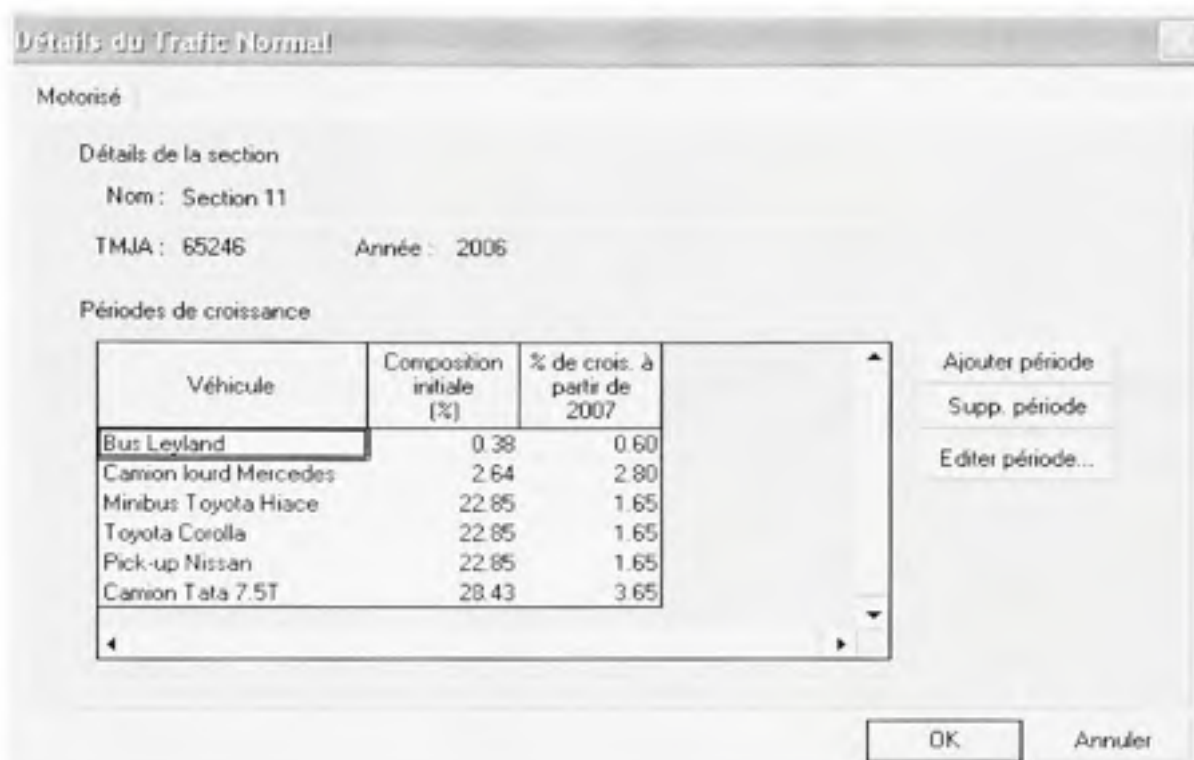 Détails du Trafic Normal
Motorisé
Détails de la section
Nom : Section 11
TMJA : 65246 Année : 2006
Périodes de croissance
Véhicule Composition initiale (%) % de crois. à partir de 2007
Bus Leyland 0.38 0.60
Camion lourd Mercedes 2.64 2.80
Minibus Toyota Hiace 22.85 1.65
Toyota Corolla 22.85 1.65
Pick-up Nissan 22.85 1.65
Camion Tata 7.5T 28.43 3.65
Ajouter période
Supp. période
Editer période...
OK Annuler